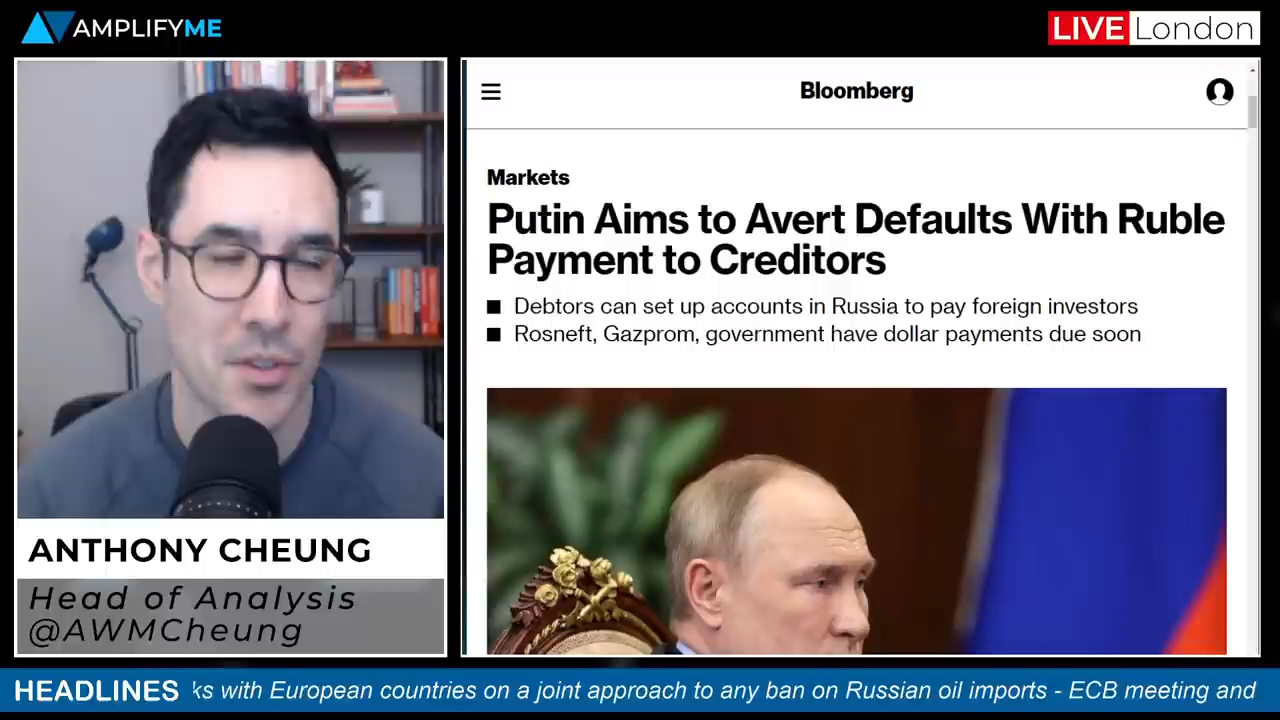 AMPLIFYME
LIVE London
Bloomberg
Markets
Putin Aims to Avert Defaults With Ruble
Payment to Creditors
Debtors can set up accounts in Russia to pay foreign investors
Rosneft, Gazprom, government have dollar payments due soon
ANTHONY CHEUNG
Head of Analysis
@AWMCheung
HEADLINES with European countries on a joint approach to any ban on Russian oil imports - ECB meeting and